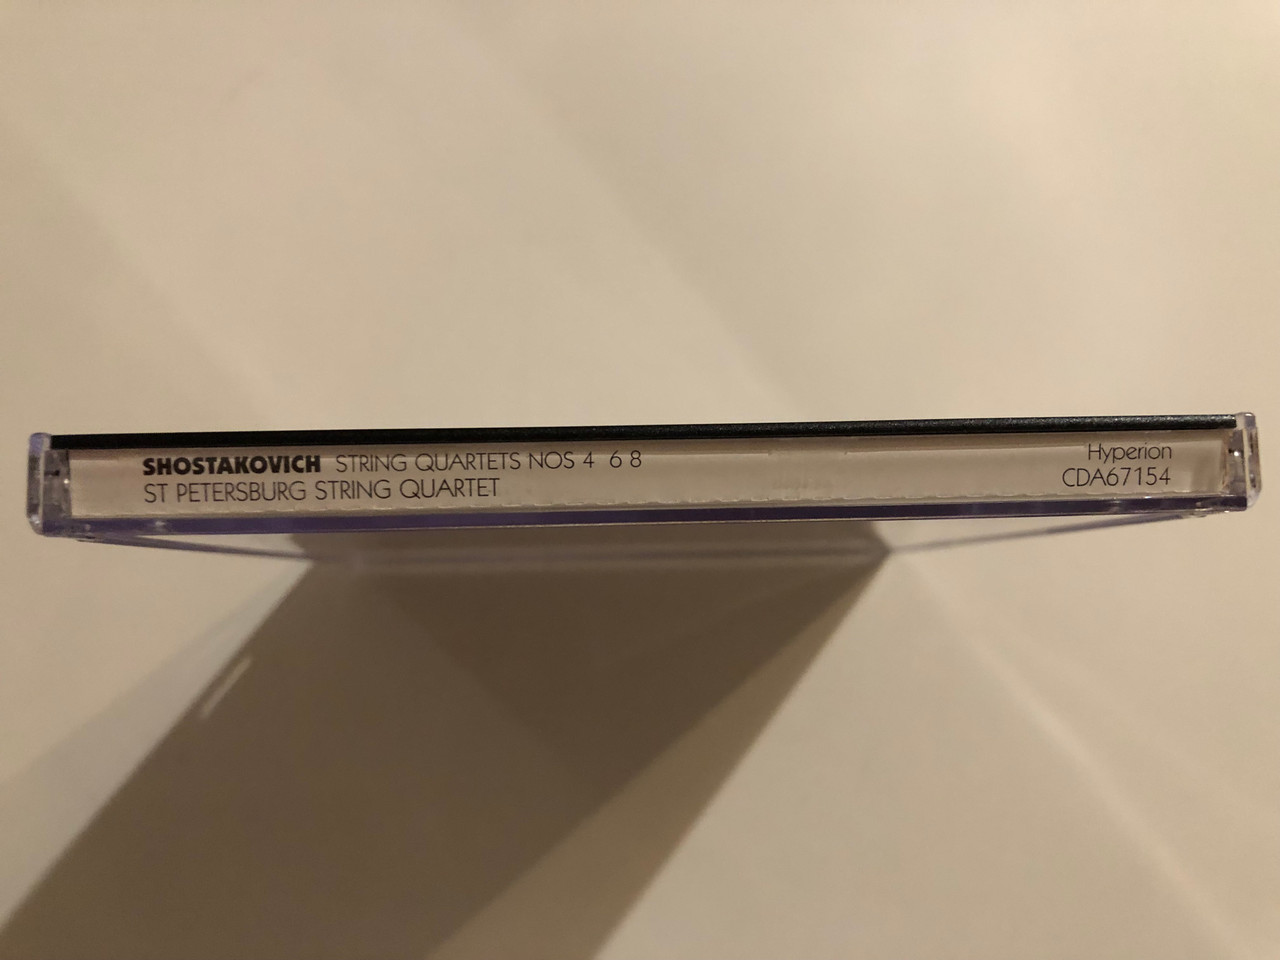 SHOSTAKOVICH STRING QUARTETS NOS 4 6 8
ST PETERSBURG STRING QUARTET
Hyperion
CDA67154